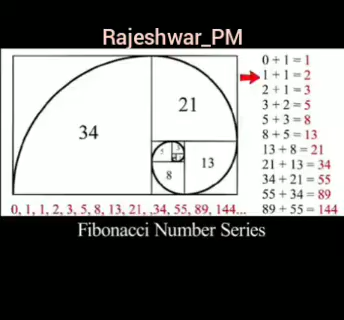 Rajeshwar_PM
0 + 1 = 1
1 + 1 = 2
2 + 1 = 3
3 + 2 = 5
5 + 3 = 8
8 + 5 = 13
13 + 8 = 21
21 + 13 = 34
34 + 21 = 55
55 + 34 = 89
89 + 55 = 144
34
21
13
8
0, 1, 1, 2, 3, 5, 8, 13, 21, ,34, 55, 89, 144...
Fibonacci Number Series